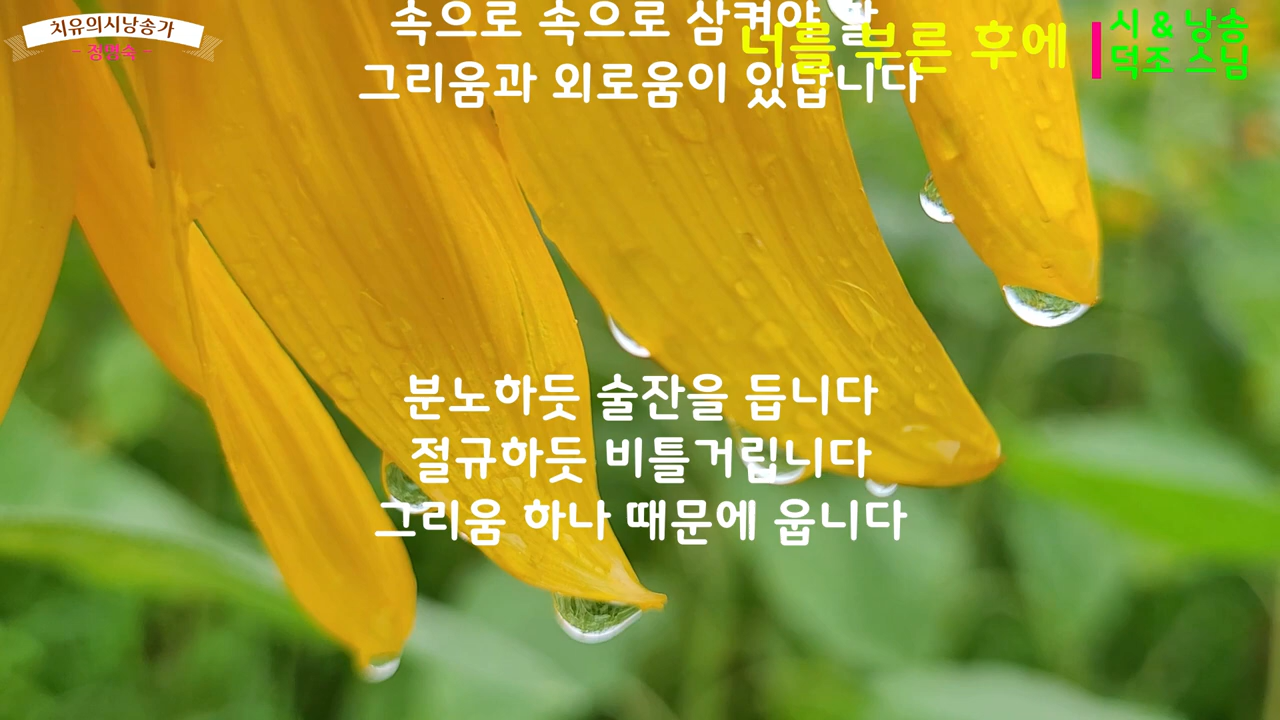 치유의시낭송가
- 정명숙 -
너를 부른 후에
시 & 낭송
덕조 스님
속으로 속으로 삼켜야 할
그리움과 외로움이 있답니다
분노하듯 술잔을 듭니다
절규하듯 비틀거립니다
그리움 하나 때문에 웁니다